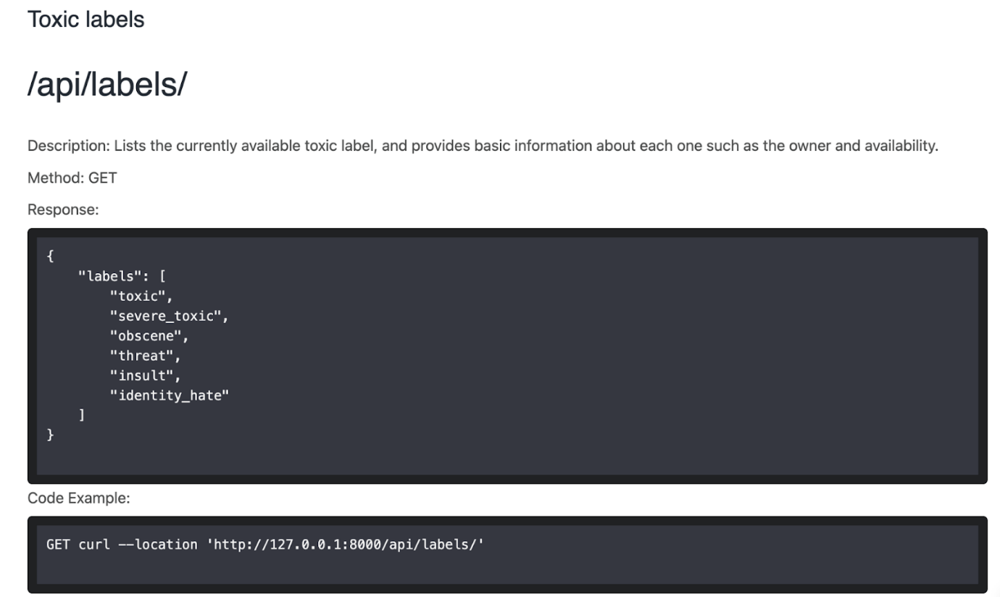 Toxic labels
/api/labels/
Description: Lists the currently available toxic label, and provides basic information about each one such as the owner and availability.
Method: GET
Response:
{
    "labels": [
        "toxic",
        "severe_toxic",
        "obscene",
        "threat",
        "insult",
        "identity_hate"
    ]
}
Code Example:
GET curl --location 'http://127.0.0.1:8000/api/labels/'